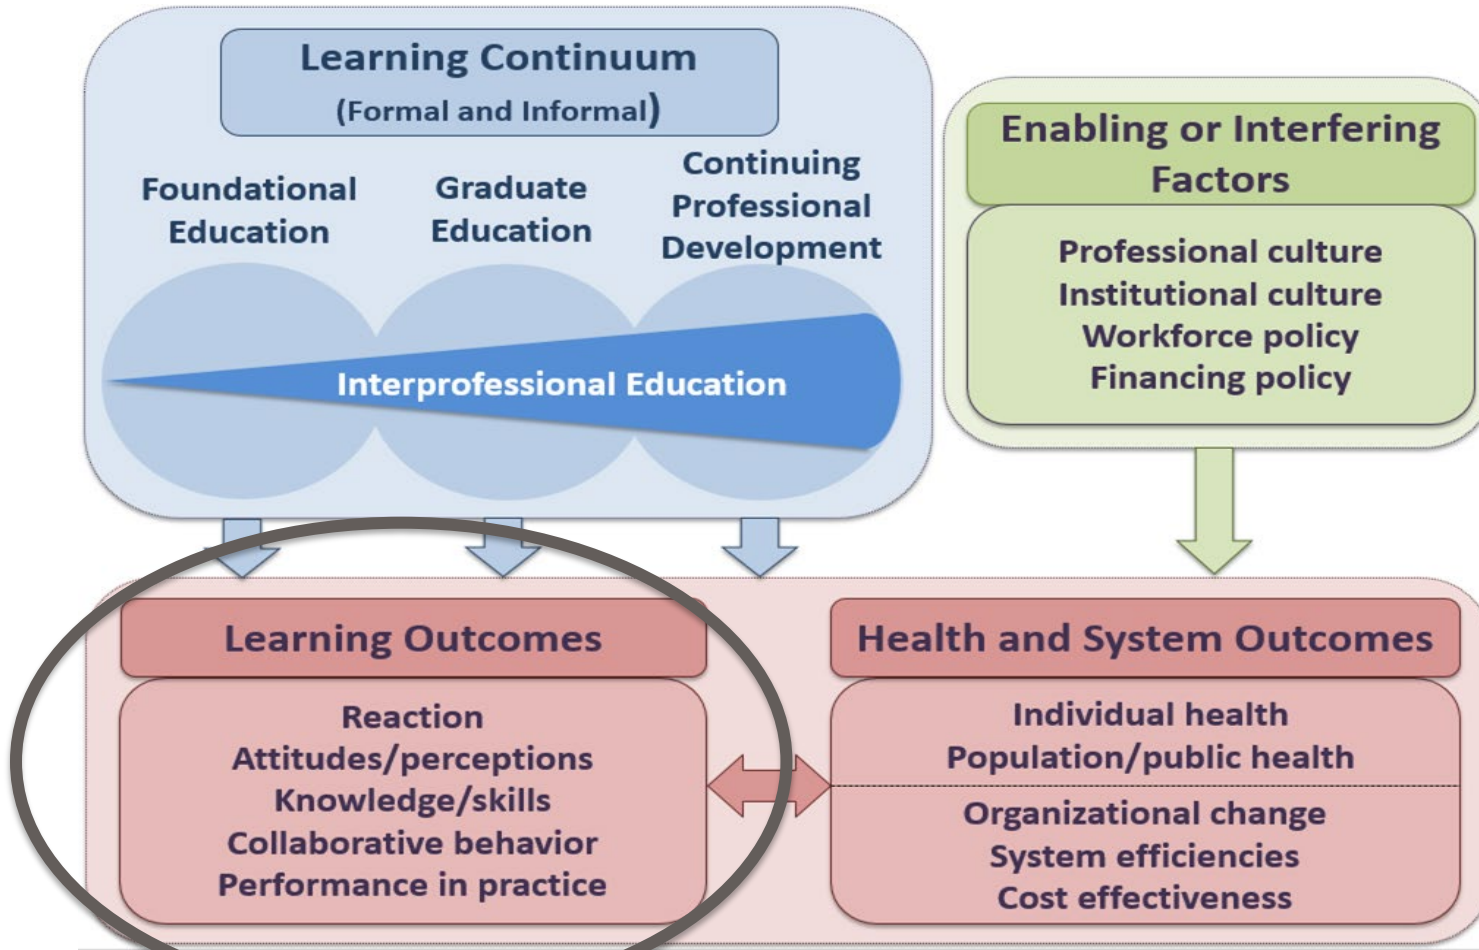 Learning Continuum
(Formal and Informal)
Foundational
Education
Graduate
Education
Continuing
Professional
Development
Interprofessional Education
Enabling or Interfering
Factors
Professional culture
Institutional culture
Workforce policy
Financing policy
Learning Outcomes
Reaction
Attitudes/perceptions
Knowledge/skills
Collaborative behavior
Performance in practice
Health and System Outcomes
Individual health
Population/public health
Organizational change
System efficiencies
Cost effectiveness